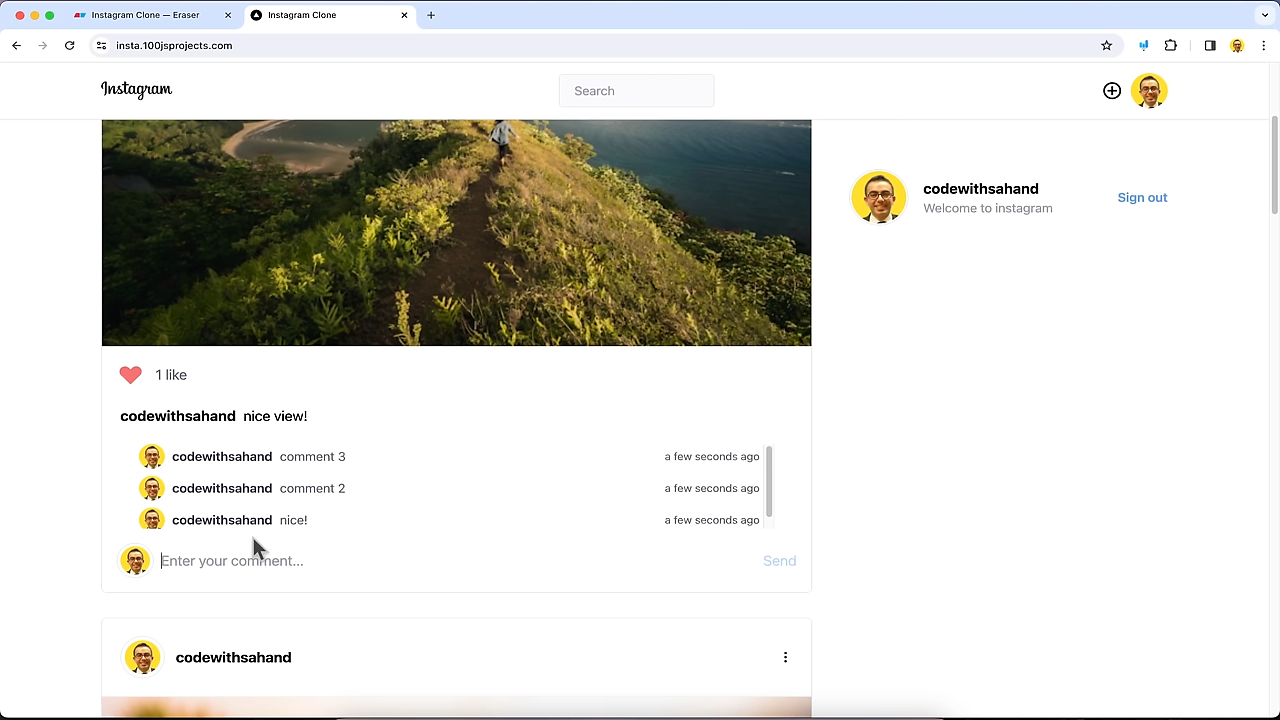 Instagram Clone — Eraser
Instagram Clone
insta.100jsprojects.com
Instagram
Search
codewithsahand
Welcome to instagram
Sign out
1 like
codewithsahand nice view!
codewithsahand comment 3 a few seconds ago
codewithsahand comment 2 a few seconds ago
codewithsahand nice! a few seconds ago
Enter your comment...
Send
codewithsahand